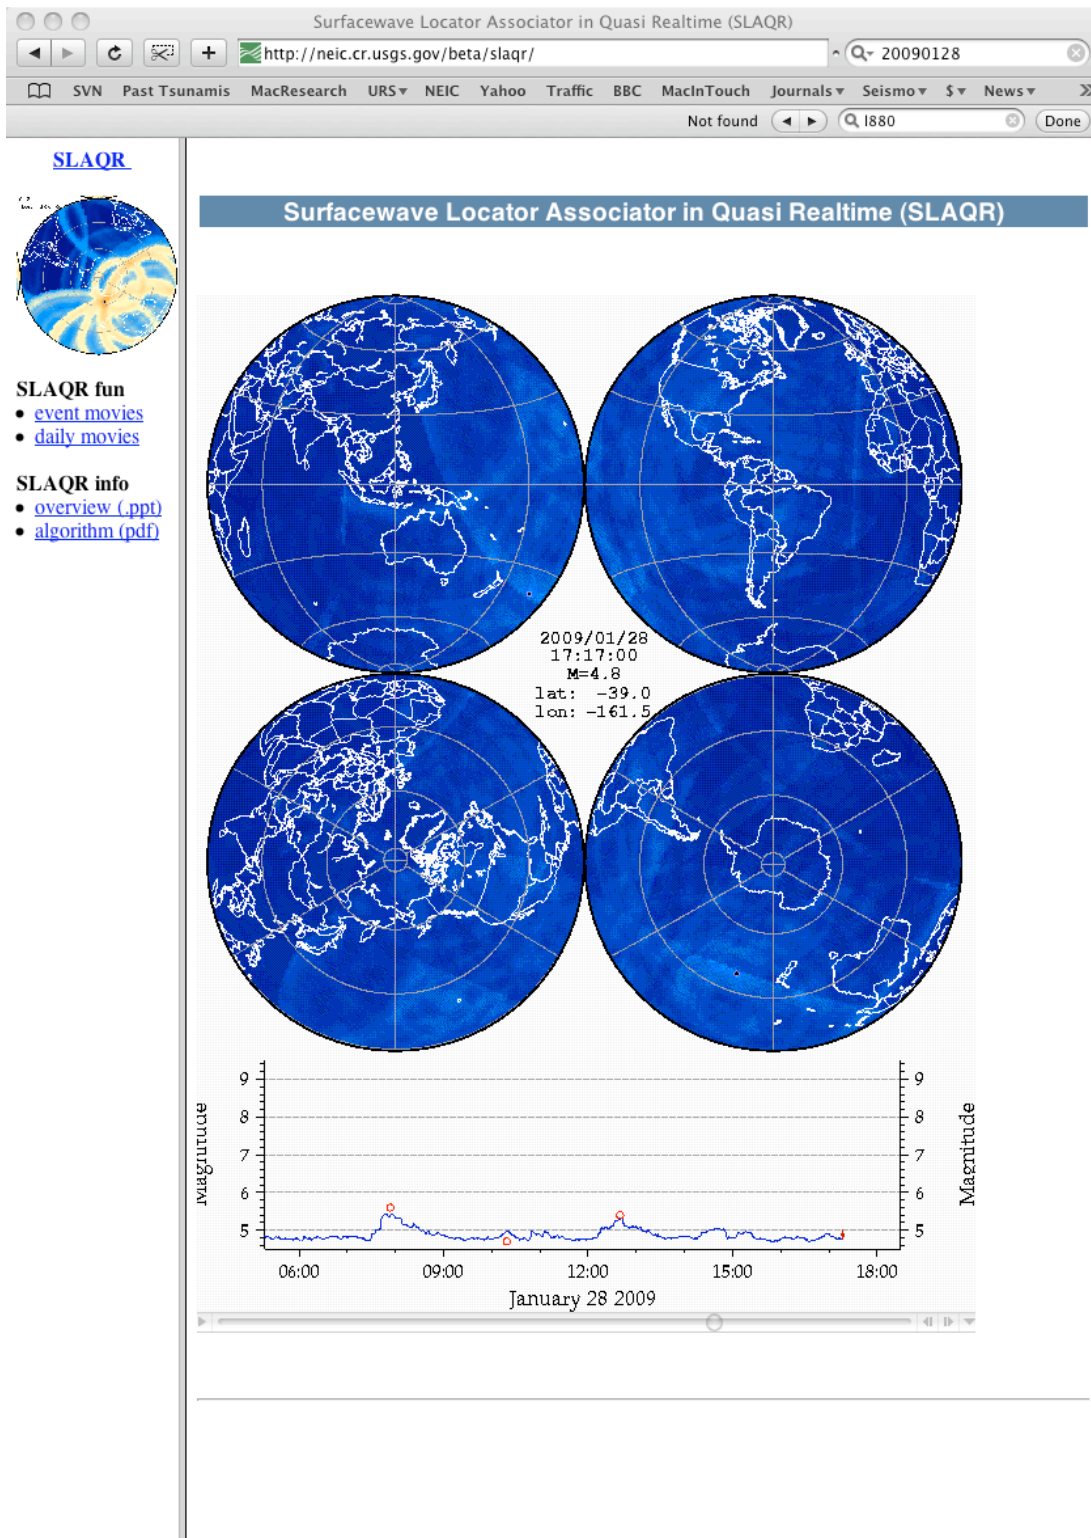 Surfacewave Locator Associator in Quasi Realtime (SLAQR)
http://neic.cr.usgs.gov/beta/slaqr/
20090128
SVN Past Tsunamis MacResearch URS NEIC Yahoo Traffic BBC MacInTouch Journals Seismo $ News
Not found l880 Done
SLAQR
Surfacewave Locator Associator in Quasi Realtime (SLAQR)
SLAQR fun
• event movies
• daily movies
SLAQR info
• overview (.ppt)
• algorithm (pdf)
2009/01/28
17:17:00
M=4.8
lat: -39.0
lon: -161.5
9 9
8 8
7 7
6 6
5 5
Magnitude
Magnitude
06:00 09:00 12:00 15:00 18:00
January 28 2009